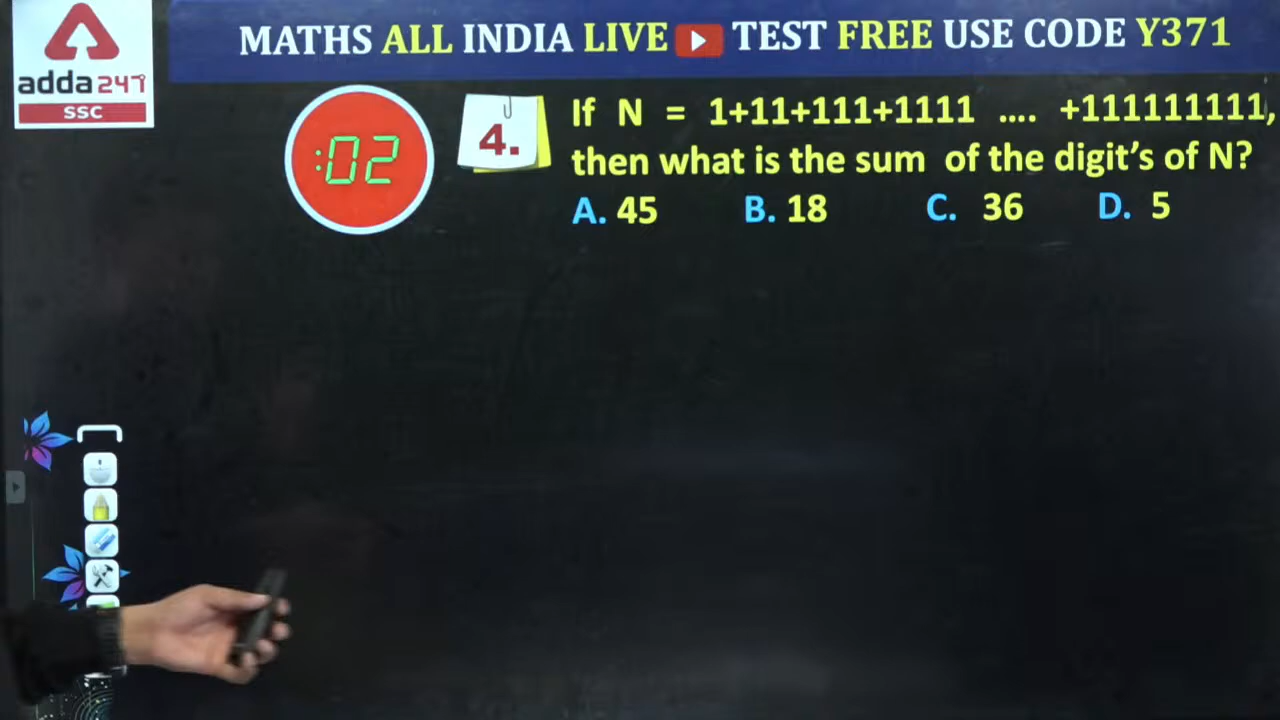 MATHS ALL INDIA LIVE TEST FREE USE CODE Y371
adda247
SSC
:02
4.
If N = 1+11+111+1111 .... +111111111,
then what is the sum of the digit's of N?
A. 45 B. 18 C. 36 D. 5